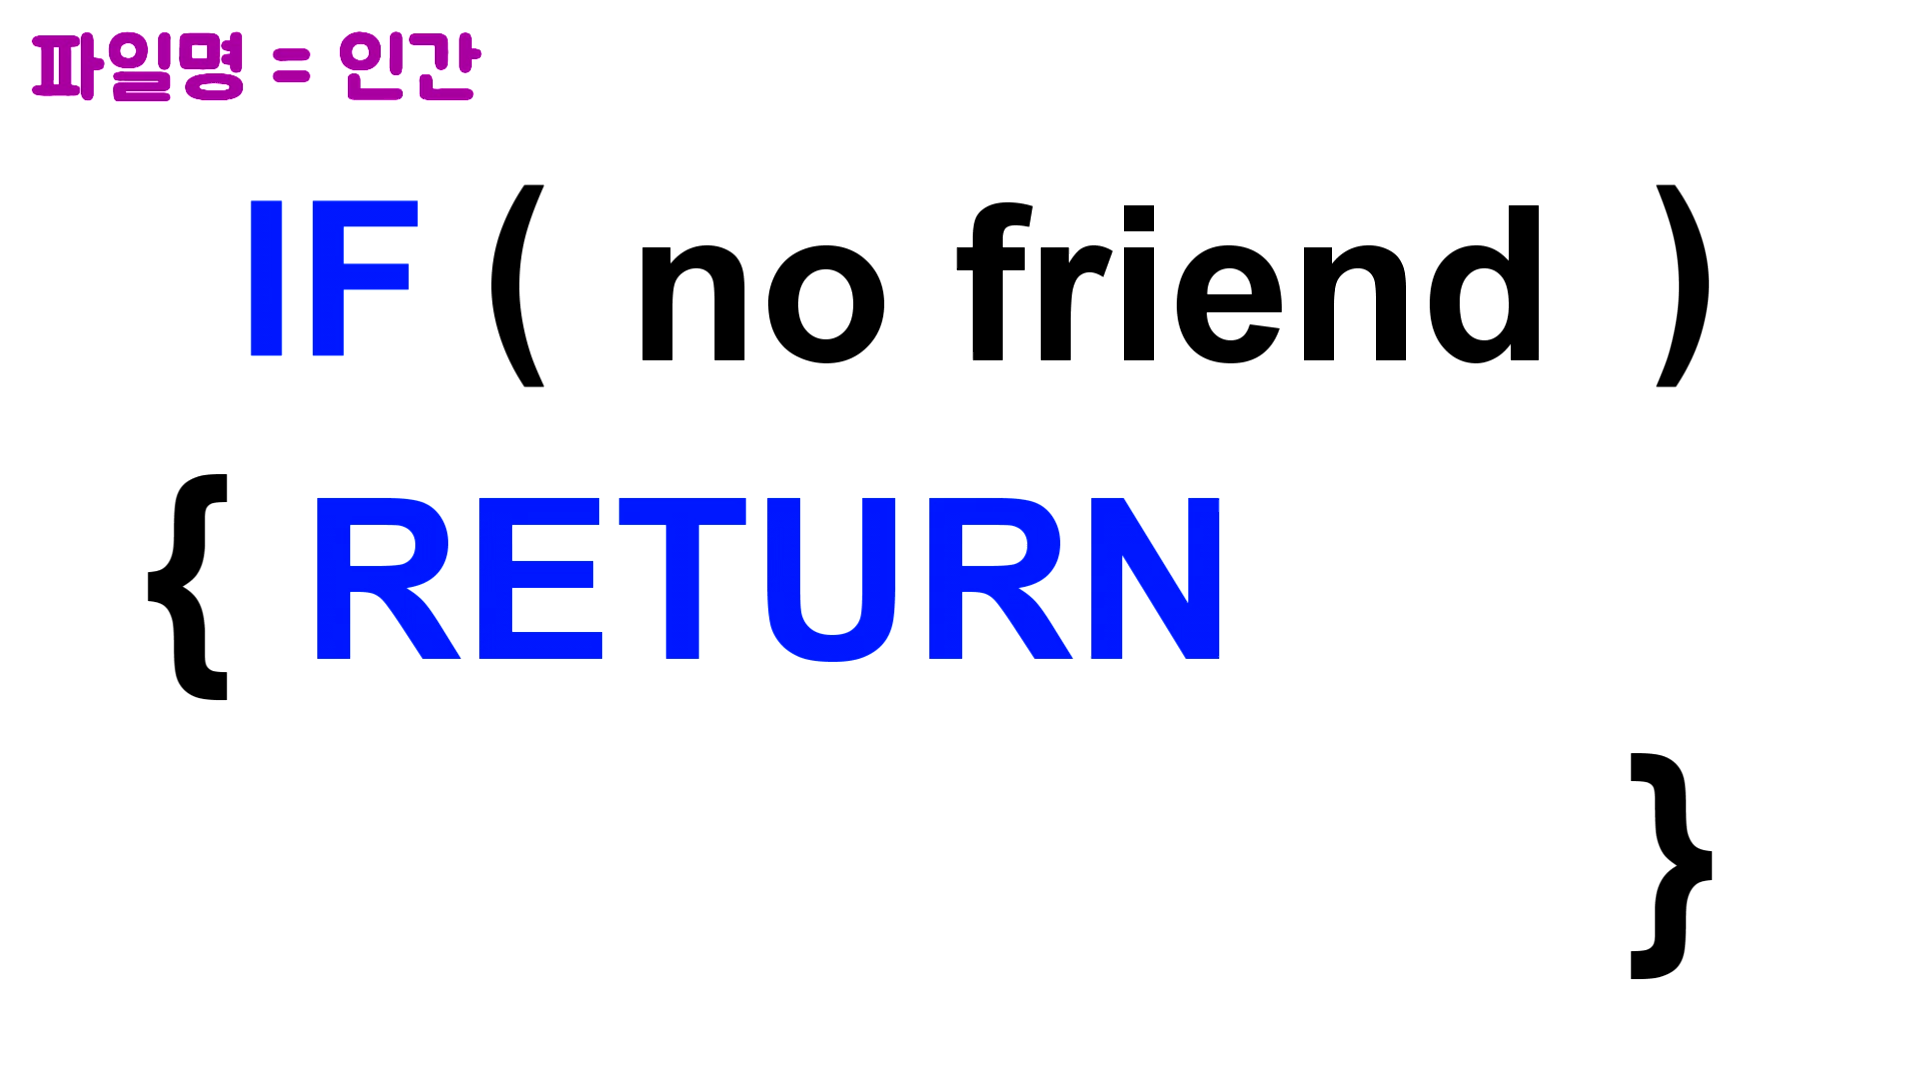 파일명 = 인간
IF ( no friend )
{ RETURN
}